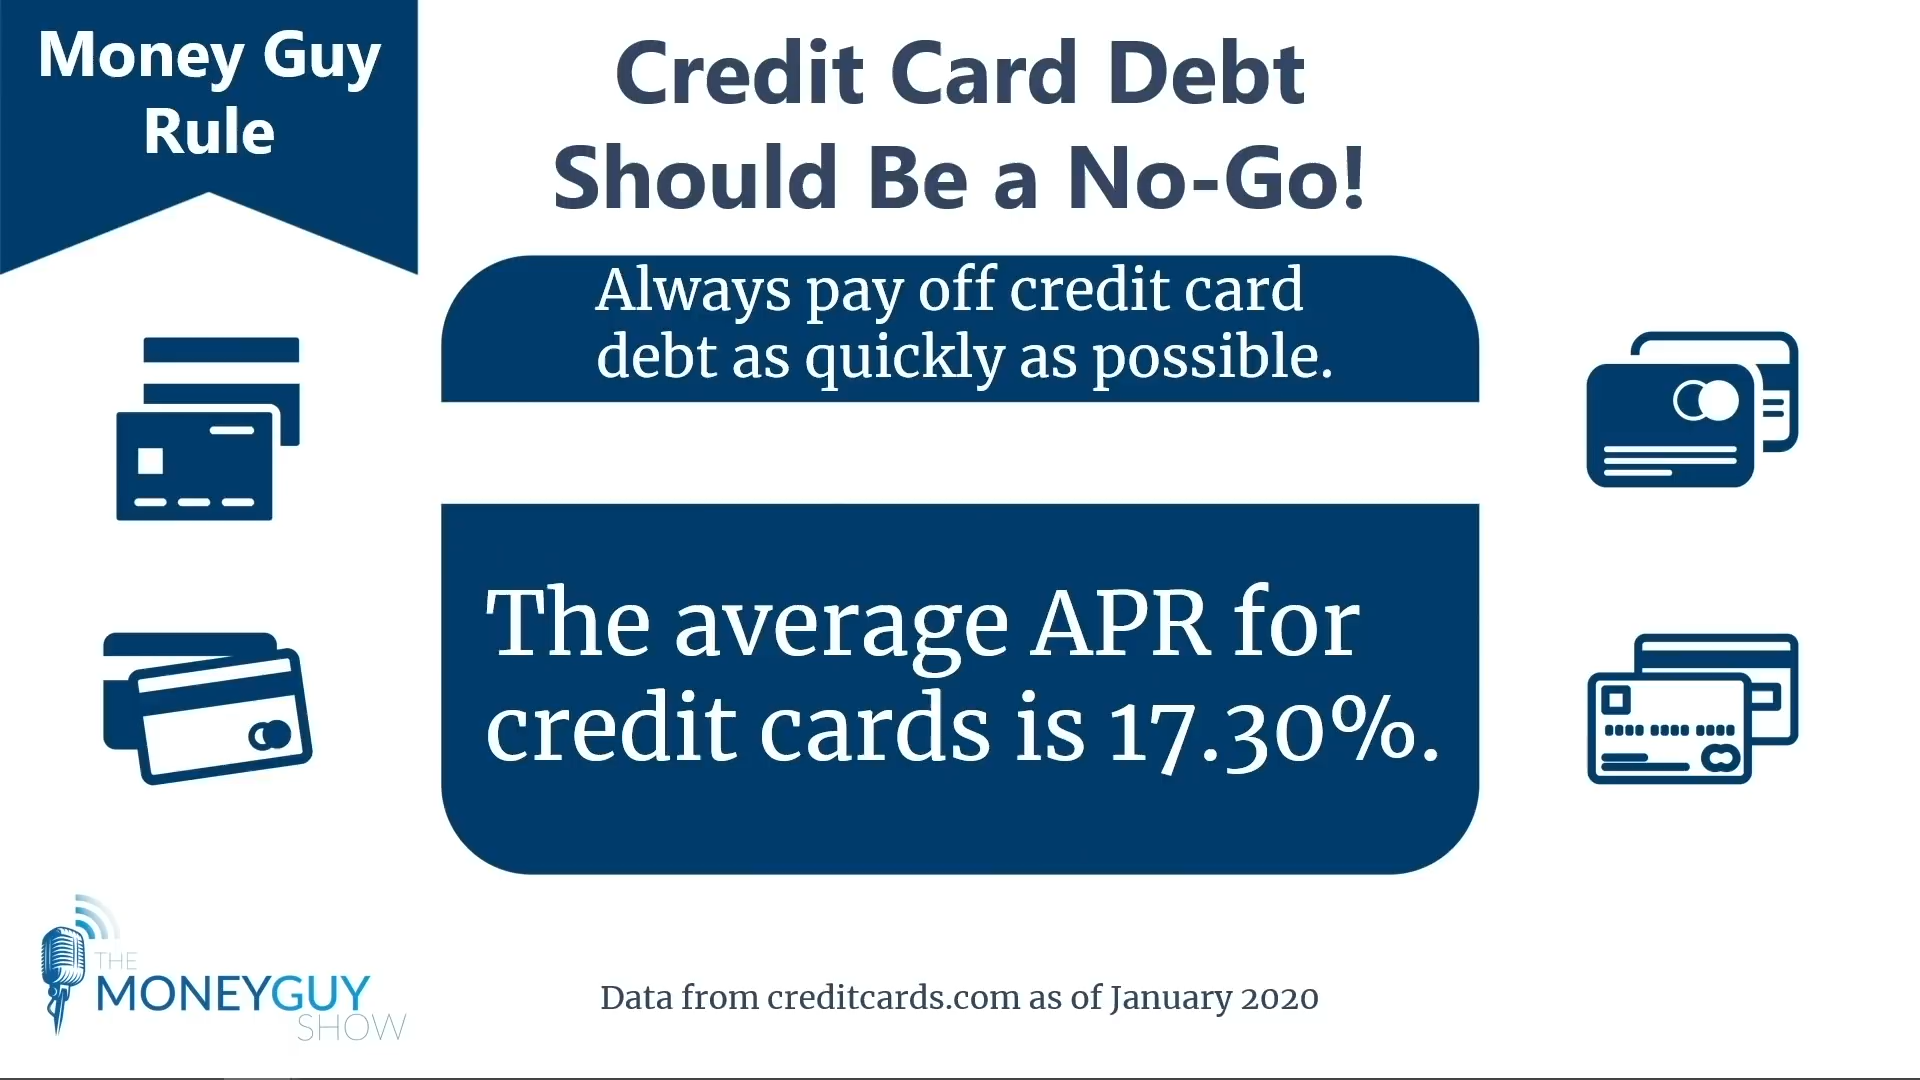 Money Guy
Rule
Credit Card Debt
Should Be a No-Go!
Always pay off credit card
debt as quickly as possible.
The average APR for
credit cards is 17.30%.
THE
MONEYGUY
SHOW
Data from creditcards.com as of January 2020